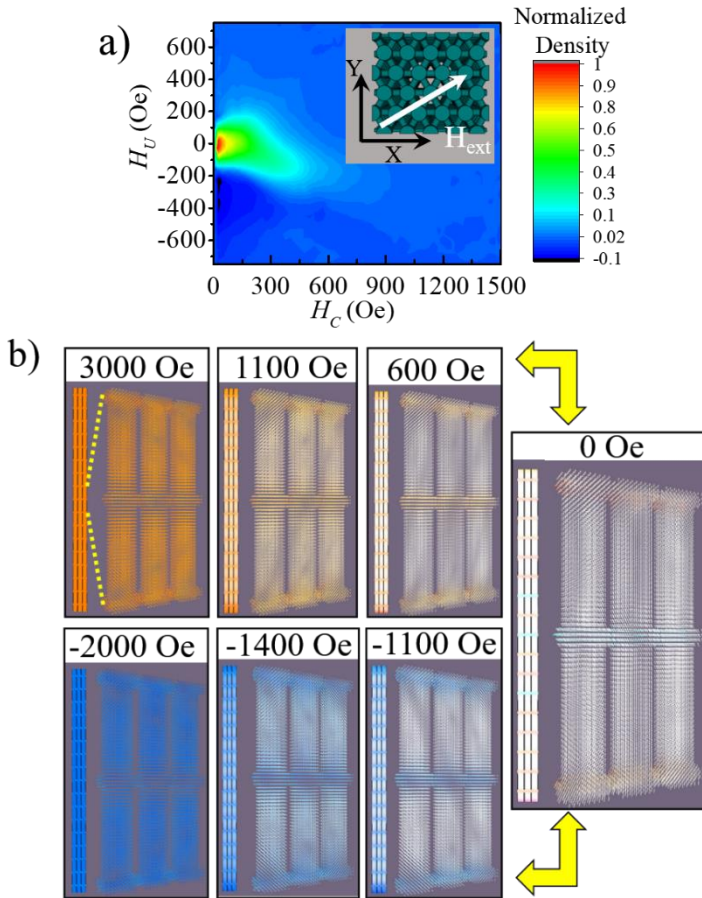 a)
Normalized
Density
H_U (Oe)
600
400
200
0
-200
-400
-600
0 300 600 900 1200 1500
H_C (Oe)
Y
X
H_ext
1
0.9
0.8
0.7
0.6
0.5
0.4
0.3
0.2
0.1
0.02
-0.1
b)
3000 Oe
1100 Oe
600 Oe
0 Oe
-2000 Oe
-1400 Oe
-1100 Oe